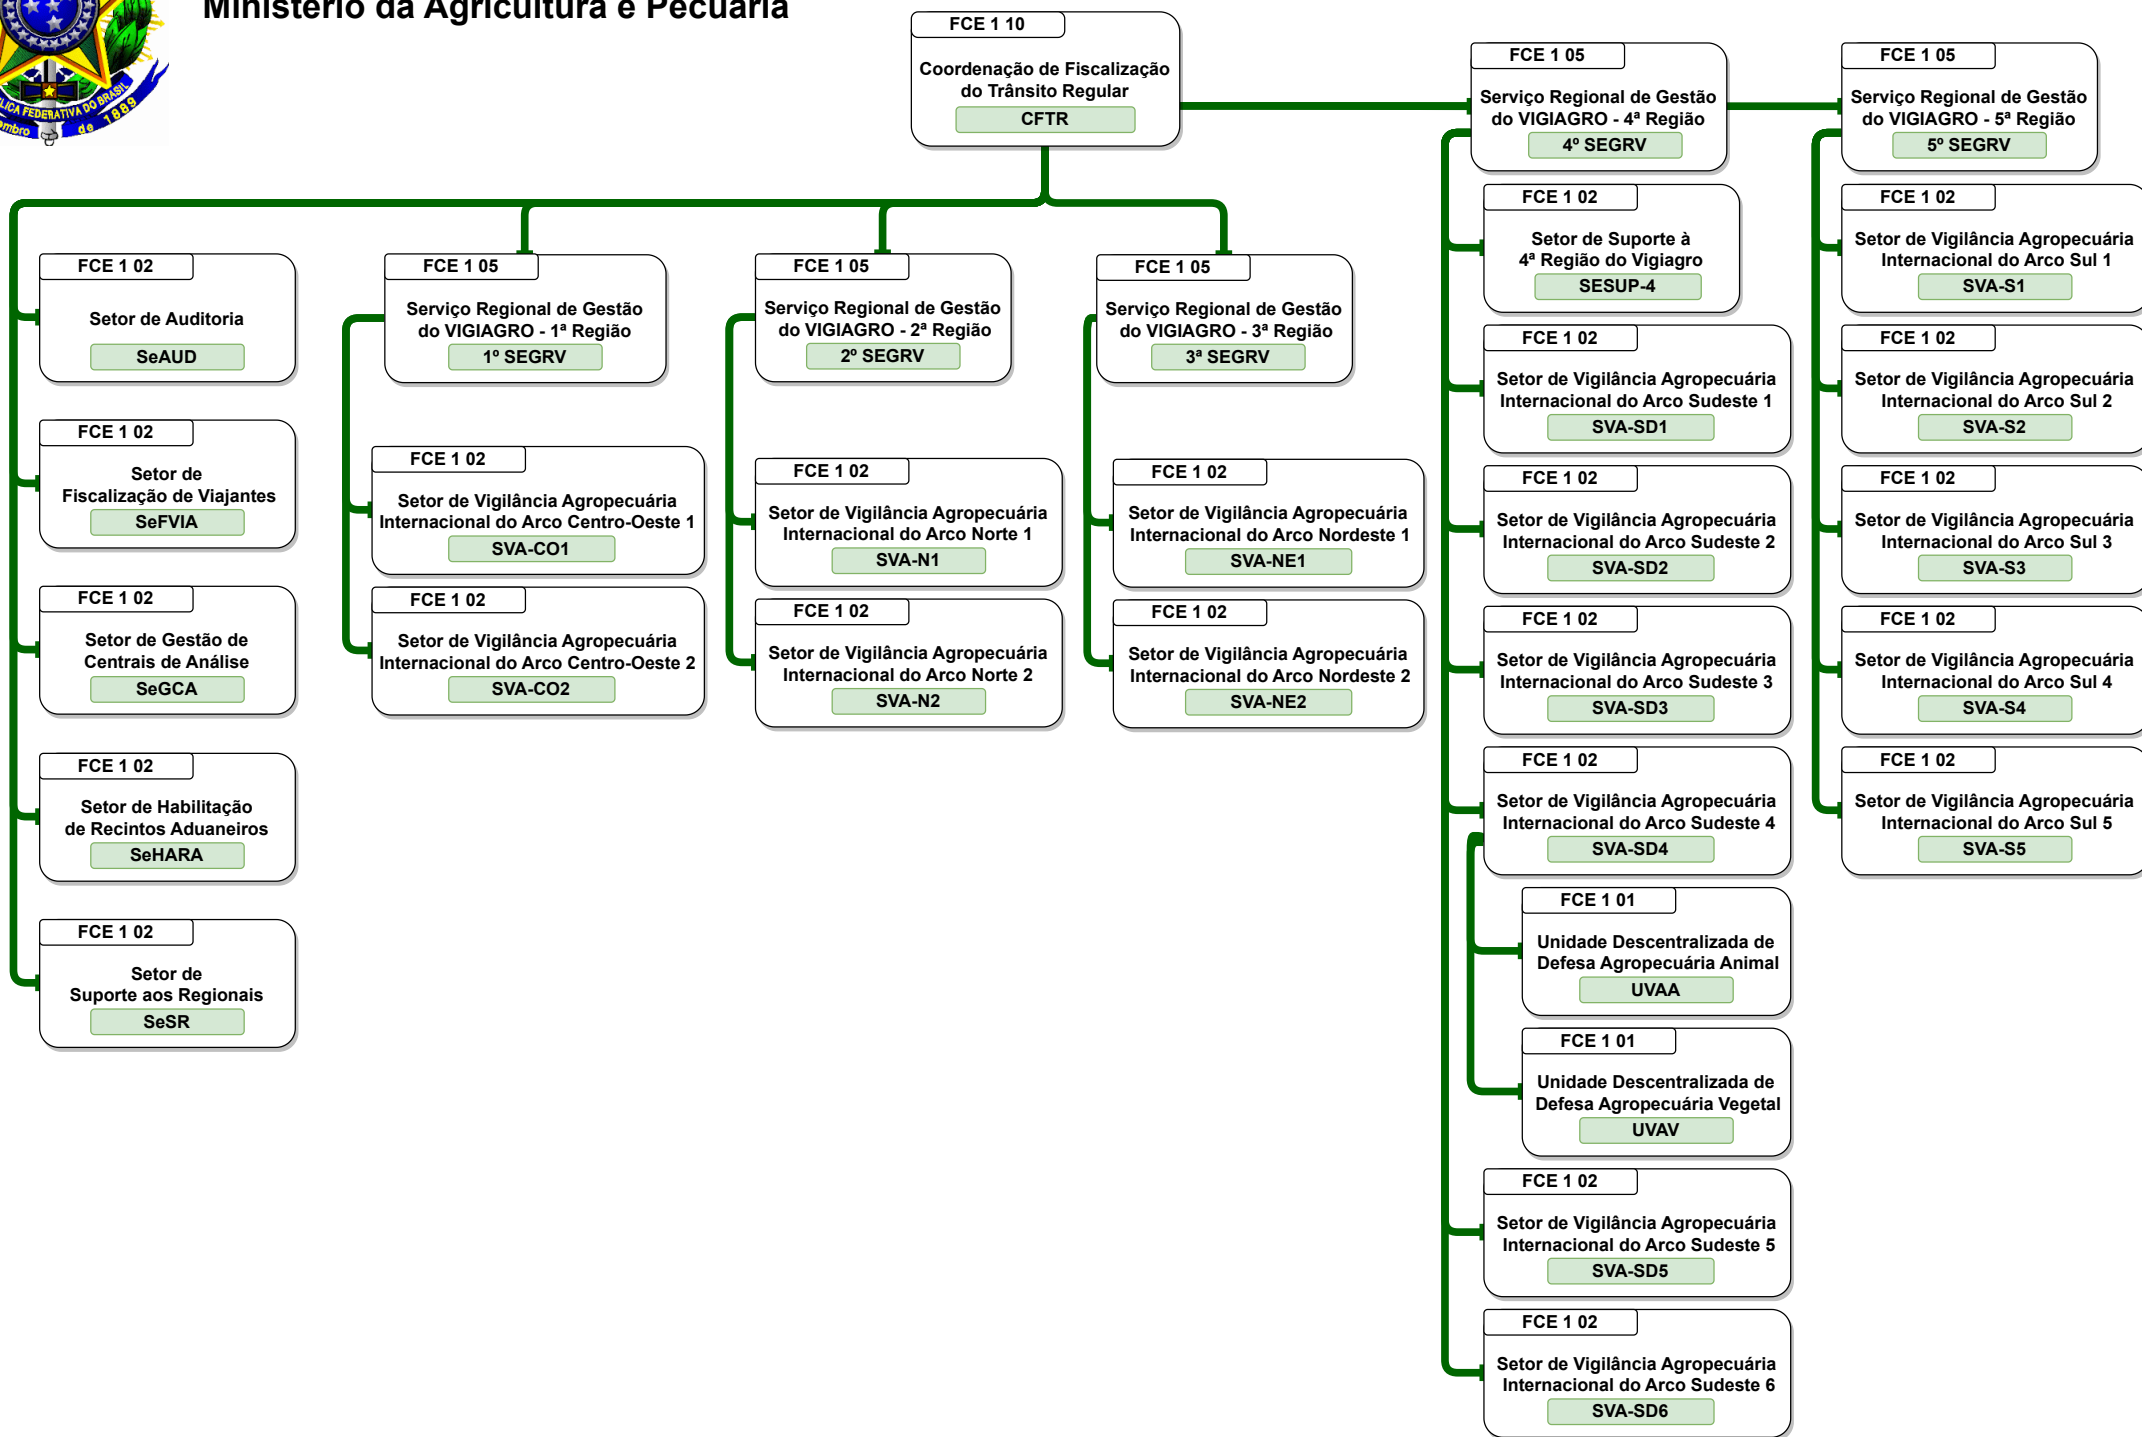 Ministério da Agricultura e Pecuária
FCE 1 10
Coordenação de Fiscalização
do Trânsito Regular
CFTR
FCE 1 02
Setor de Auditoria
SeAUD
FCE 1 02
Setor de
Fiscalização de Viajantes
SeFVIA
FCE 1 02
Setor de Gestão de
Centrais de Análise
SeGCA
FCE 1 02
Setor de Habilitação
de Recintos Aduaneiros
SeHARA
FCE 1 02
Setor de
Suporte aos Regionais
SeSR
FCE 1 05
Serviço Regional de Gestão
do VIGIAGRO - 1ª Região
1º SEGRV
FCE 1 02
Setor de Vigilância Agropecuária
Internacional do Arco Centro-Oeste 1
SVA-CO1
FCE 1 02
Setor de Vigilância Agropecuária
Internacional do Arco Centro-Oeste 2
SVA-CO2
FCE 1 05
Serviço Regional de Gestão
do VIGIAGRO - 2ª Região
2º SEGRV
FCE 1 02
Setor de Vigilância Agropecuária
Internacional do Arco Norte 1
SVA-N1
FCE 1 02
Setor de Vigilância Agropecuária
Internacional do Arco Norte 2
SVA-N2
FCE 1 05
Serviço Regional de Gestão
do VIGIAGRO - 3ª Região
3ª SEGRV
FCE 1 02
Setor de Vigilância Agropecuária
Internacional do Arco Nordeste 1
SVA-NE1
FCE 1 02
Setor de Vigilância Agropecuária
Internacional do Arco Nordeste 2
SVA-NE2
FCE 1 05
Serviço Regional de Gestão
do VIGIAGRO - 4ª Região
4º SEGRV
FCE 1 02
Setor de Suporte à
4ª Região do Vigiagro
SESUP-4
FCE 1 02
Setor de Vigilância Agropecuária
Internacional do Arco Sudeste 1
SVA-SD1
FCE 1 02
Setor de Vigilância Agropecuária
Internacional do Arco Sudeste 2
SVA-SD2
FCE 1 02
Setor de Vigilância Agropecuária
Internacional do Arco Sudeste 3
SVA-SD3
FCE 1 02
Setor de Vigilância Agropecuária
Internacional do Arco Sudeste 4
SVA-SD4
FCE 1 01
Unidade Descentralizada de
Defesa Agropecuária Animal
UVAA
FCE 1 01
Unidade Descentralizada de
Defesa Agropecuária Vegetal
UVAV
FCE 1 02
Setor de Vigilância Agropecuária
Internacional do Arco Sudeste 5
SVA-SD5
FCE 1 02
Setor de Vigilância Agropecuária
Internacional do Arco Sudeste 6
SVA-SD6
FCE 1 05
Serviço Regional de Gestão
do VIGIAGRO - 5ª Região
5º SEGRV
FCE 1 02
Setor de Vigilância Agropecuária
Internacional do Arco Sul 1
SVA-S1
FCE 1 02
Setor de Vigilância Agropecuária
Internacional do Arco Sul 2
SVA-S2
FCE 1 02
Setor de Vigilância Agropecuária
Internacional do Arco Sul 3
SVA-S3
FCE 1 02
Setor de Vigilância Agropecuária
Internacional do Arco Sul 4
SVA-S4
FCE 1 02
Setor de Vigilância Agropecuária
Internacional do Arco Sul 5
SVA-S5
FEDERATIVA DO BRASIL
de 1889